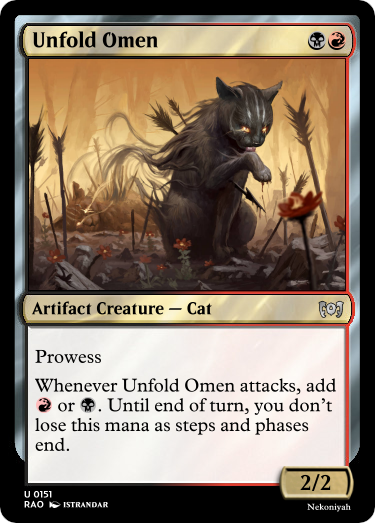 Unfold Omen
Artifact Creature — Cat
Prowess
Whenever Unfold Omen attacks, add
or . Until end of turn, you don't
lose this mana as steps and phases
end.
2/2
U 0151
RAO ISTRANDAR
Nekoniyah